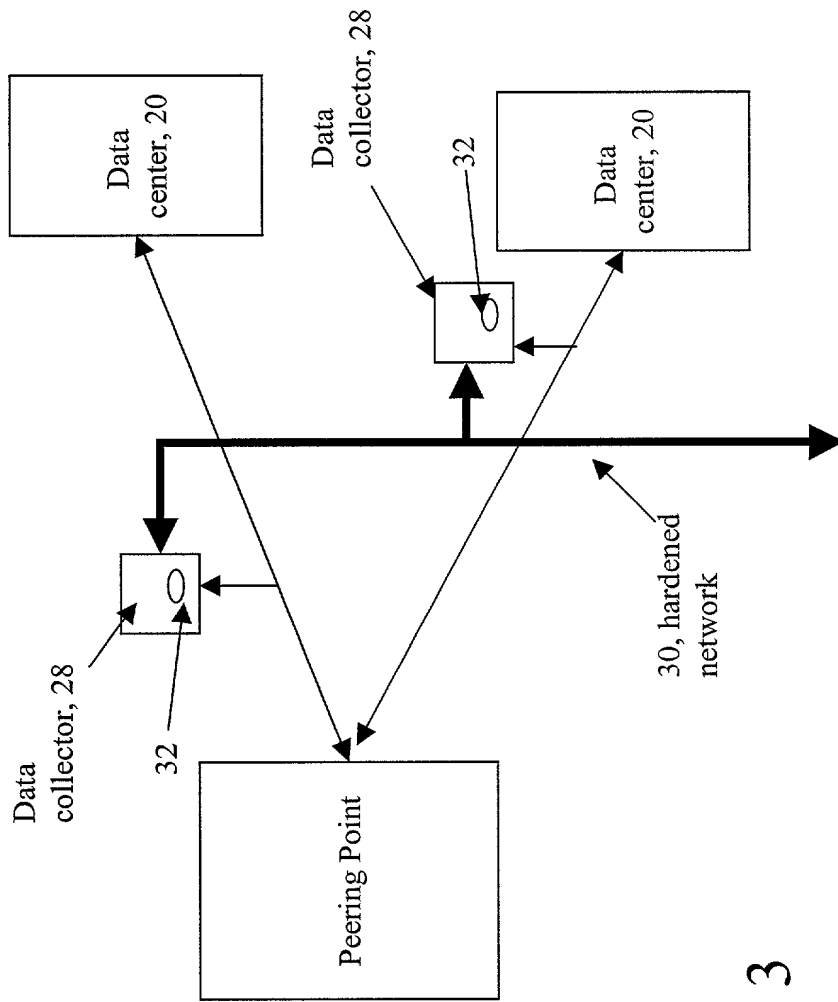 Data
center, 20
Data
collector, 28
32
Data
center, 20
Data
collector, 28
32
30, hardened
network
Peering Point
3